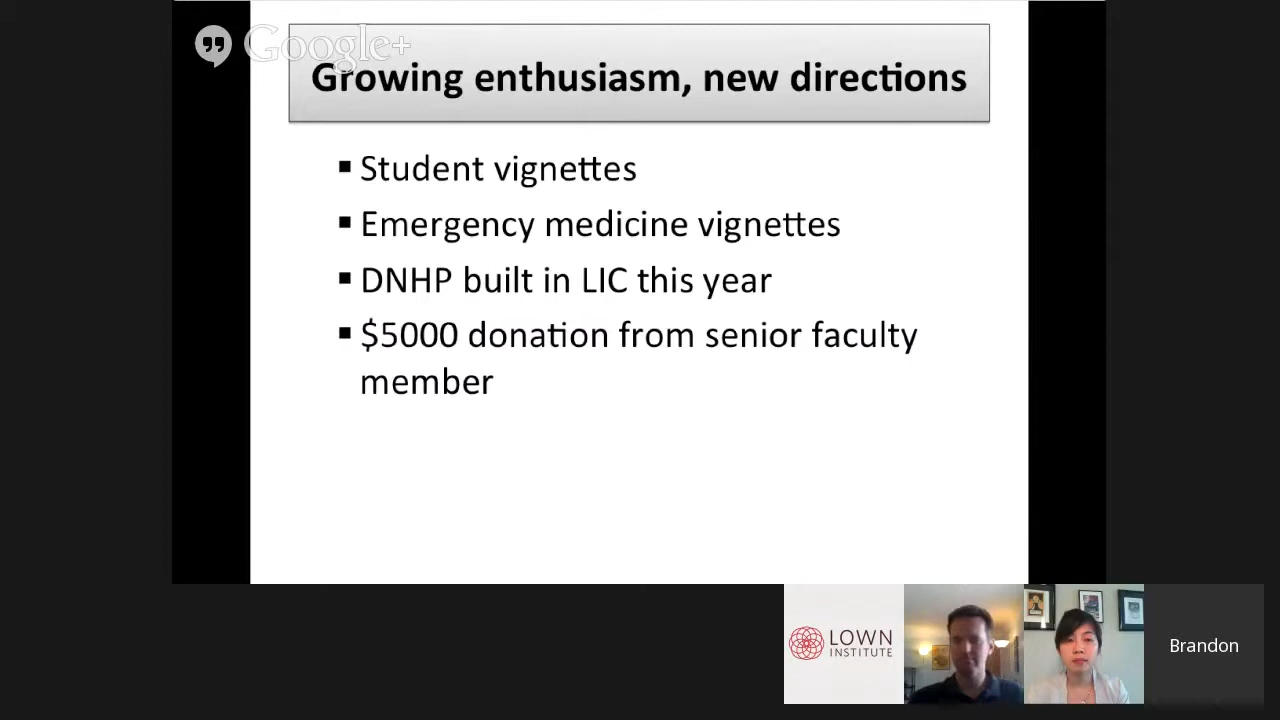 Google+
Growing enthusiasm, new directions
Student vignettes
Emergency medicine vignettes
DNHP built in LIC this year
$5000 donation from senior faculty
member
LOWN
INSTITUTE
Brandon